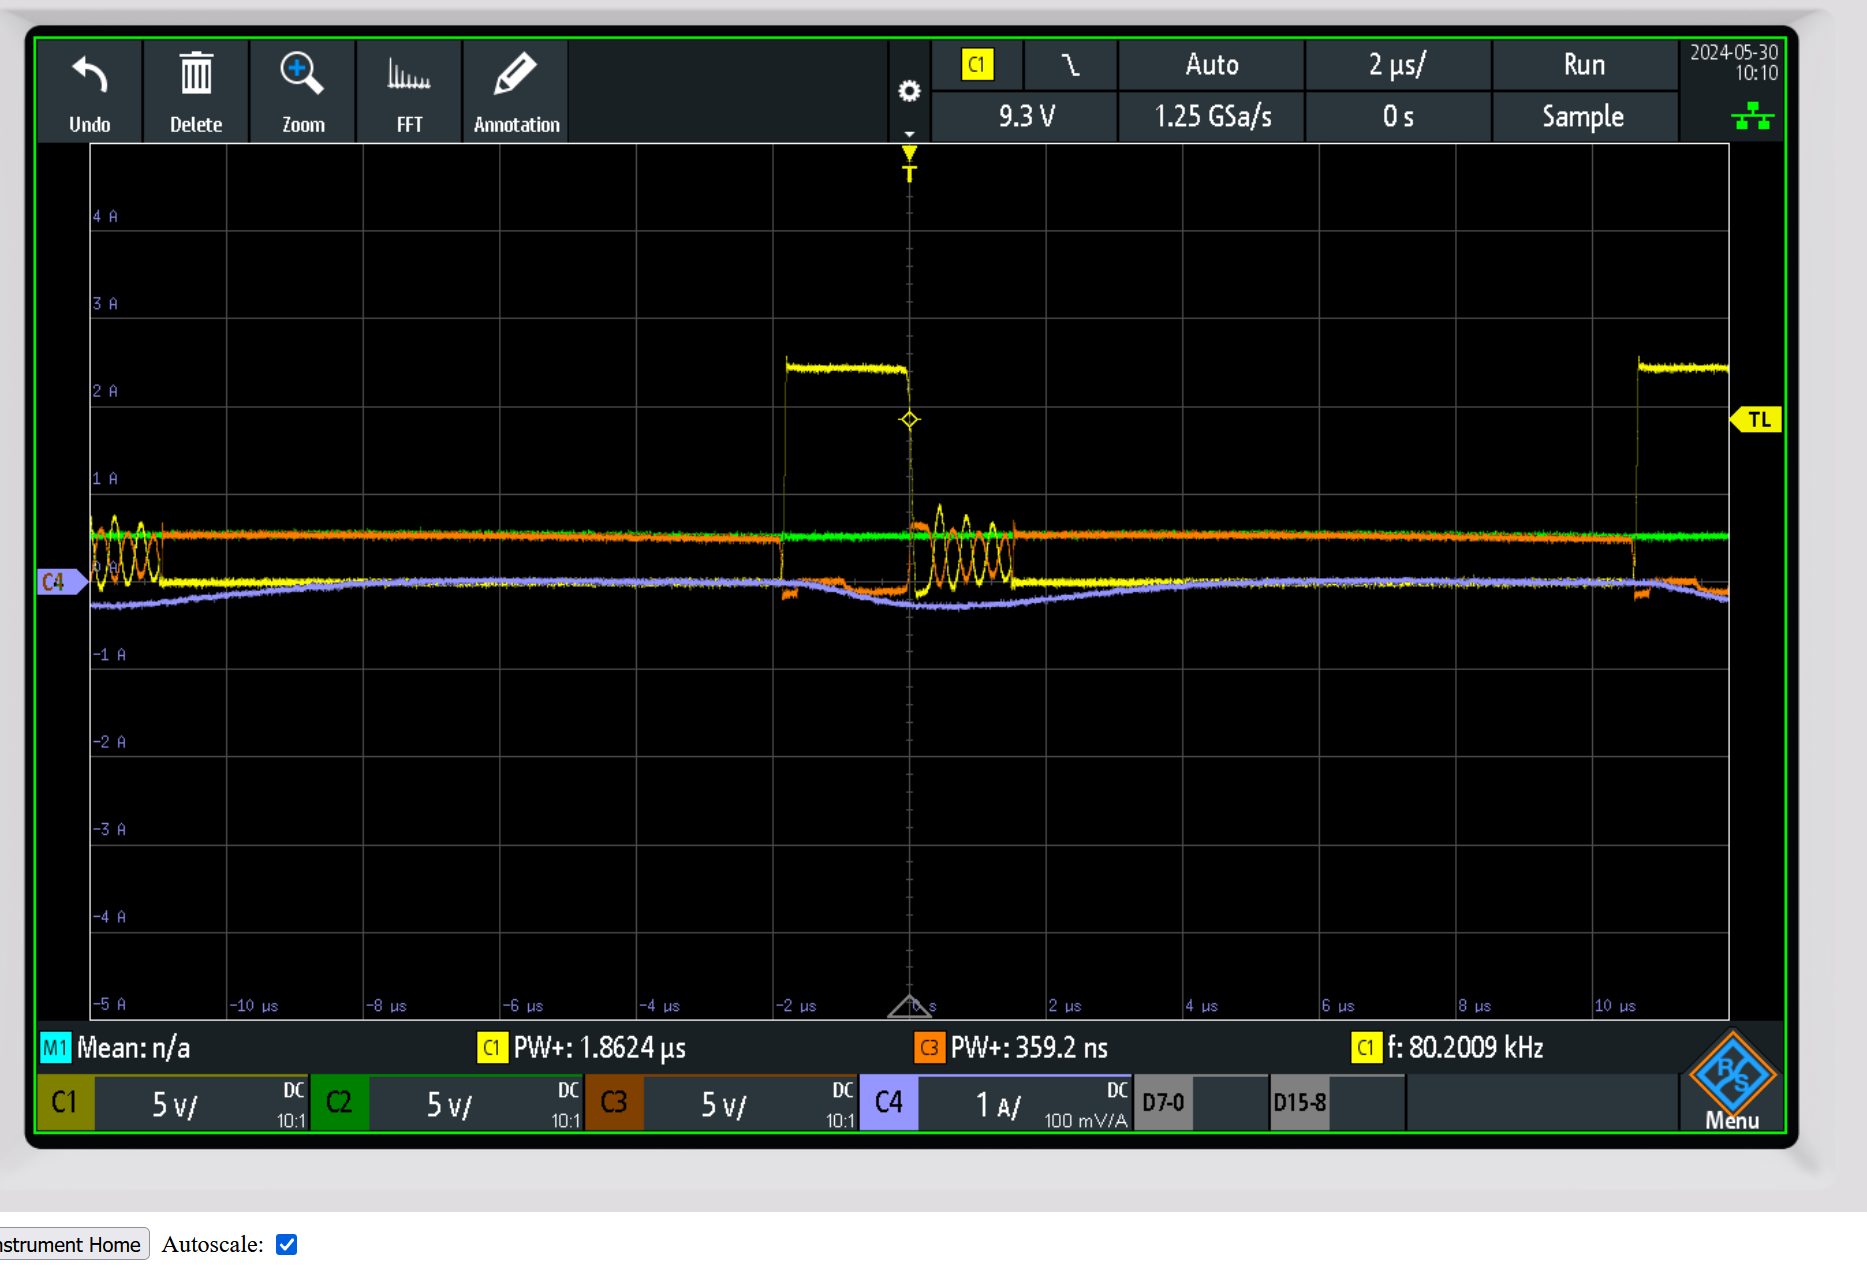 Undo
Delete
Zoom
FFT
Annotation
C1
Auto
2 µs/
Run
2024-05-30
10:10
9.3 V
1.25 GSa/s
0 s
Sample
T
4 A
3 A
2 A
TL
1 A
0 A
C4
-1 A
-2 A
-3 A
-4 A
-5 A
-10 µs
-8 µs
-6 µs
-4 µs
-2 µs
0 s
2 µs
4 µs
6 µs
8 µs
10 µs
M1 Mean: n/a
C1 PW+: 1.8624 µs
C3 PW+: 359.2 ns
C1 f: 80.2009 kHz
C1 5 V/ DC 10:1
C2 5 V/ DC 10:1
C3 5 V/ DC 10:1
C4 1 A/ DC 100 mV/A
D7-0
D15-8
R S
Menu
nstrument Home Autoscale: